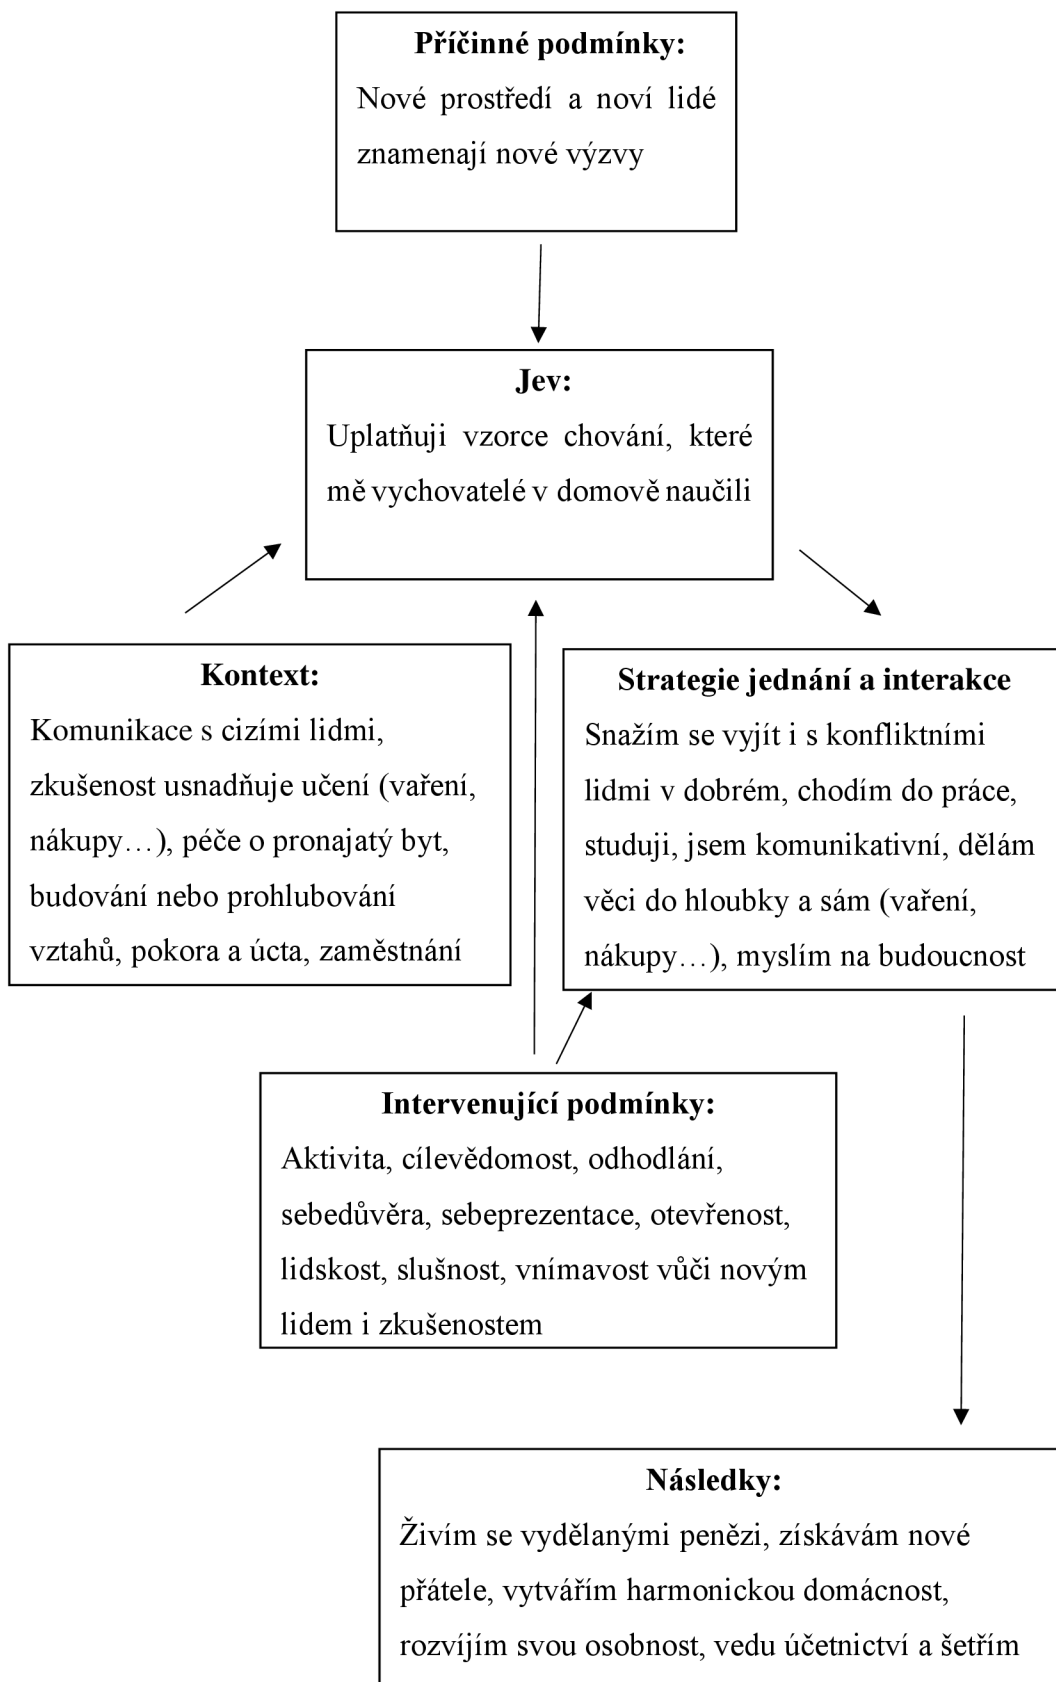 Příčinné podmínky:
Nové prostředí a noví lidé
znamenají nové výzvy
Jev:
Uplatňuji vzorce chování, které
mě vychovatelé v domově naučili
Kontext:
Komunikace s cizími lidmi,
zkušenost usnadňuje učení (vaření,
nákupy…), péče o pronajatý byt,
budování nebo prohlubování
vztahů, pokora a úcta, zaměstnání
Strategie jednání a interakce
Snažím se vyjít i s konfliktními
lidmi v dobrém, chodím do práce,
studuji, jsem komunikativní, dělám
věci do hloubky a sám (vaření,
nákupy…), myslím na budoucnost
Intervenující podmínky:
Aktivita, cílevědomost, odhodlání,
sebedůvěra, sebeprezentace, otevřenost,
lidskost, slušnost, vnímavost vůči novým
lidem i zkušenostem
Následky:
Živím se vydělanými penězi, získávám nové
přátele, vytvářím harmonickou domácnost,
rozvíjím svou osobnost, vedu účetnictví a šetřím